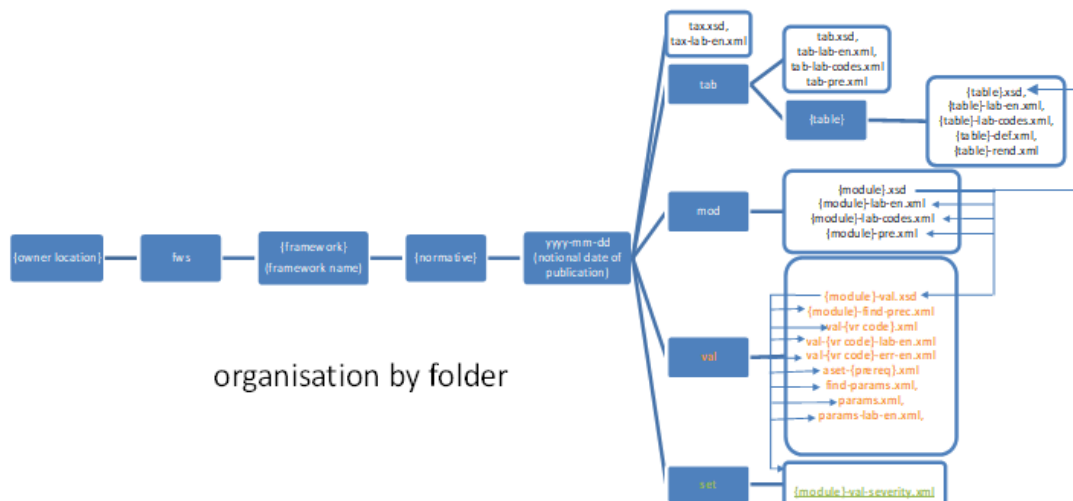 tax.xsd,
tax-lab-en.xml
tab.xsd,
tab-lab-en.xml,
tab-lab-codes.xml
tab-pre.xml
tab
{table}
{table}.xsd,
{table}-lab-en.xml,
{table}-lab-codes.xml,
{table}-def.xml,
{table}-rend.xml
mod
{module}.xsd
{module}-lab-en.xml
{module}-lab-codes.xml
{module}-pre.xml
{owner location}
fws
{framework}
(framework name)
{normative}
yyyy-mm-dd
(notional date of
publication)
{module}-val.xsd
{module}-find-prec.xml
val-{vr code}.xml
val-{vr code}-lab-en.xml
val-{vr code}-err-en.xml
aset-{prereq}.xml
find-params.xml,
params.xml,
params-lab-en.xml,
val
organisation by folder
set
{module}-val-severity.xml